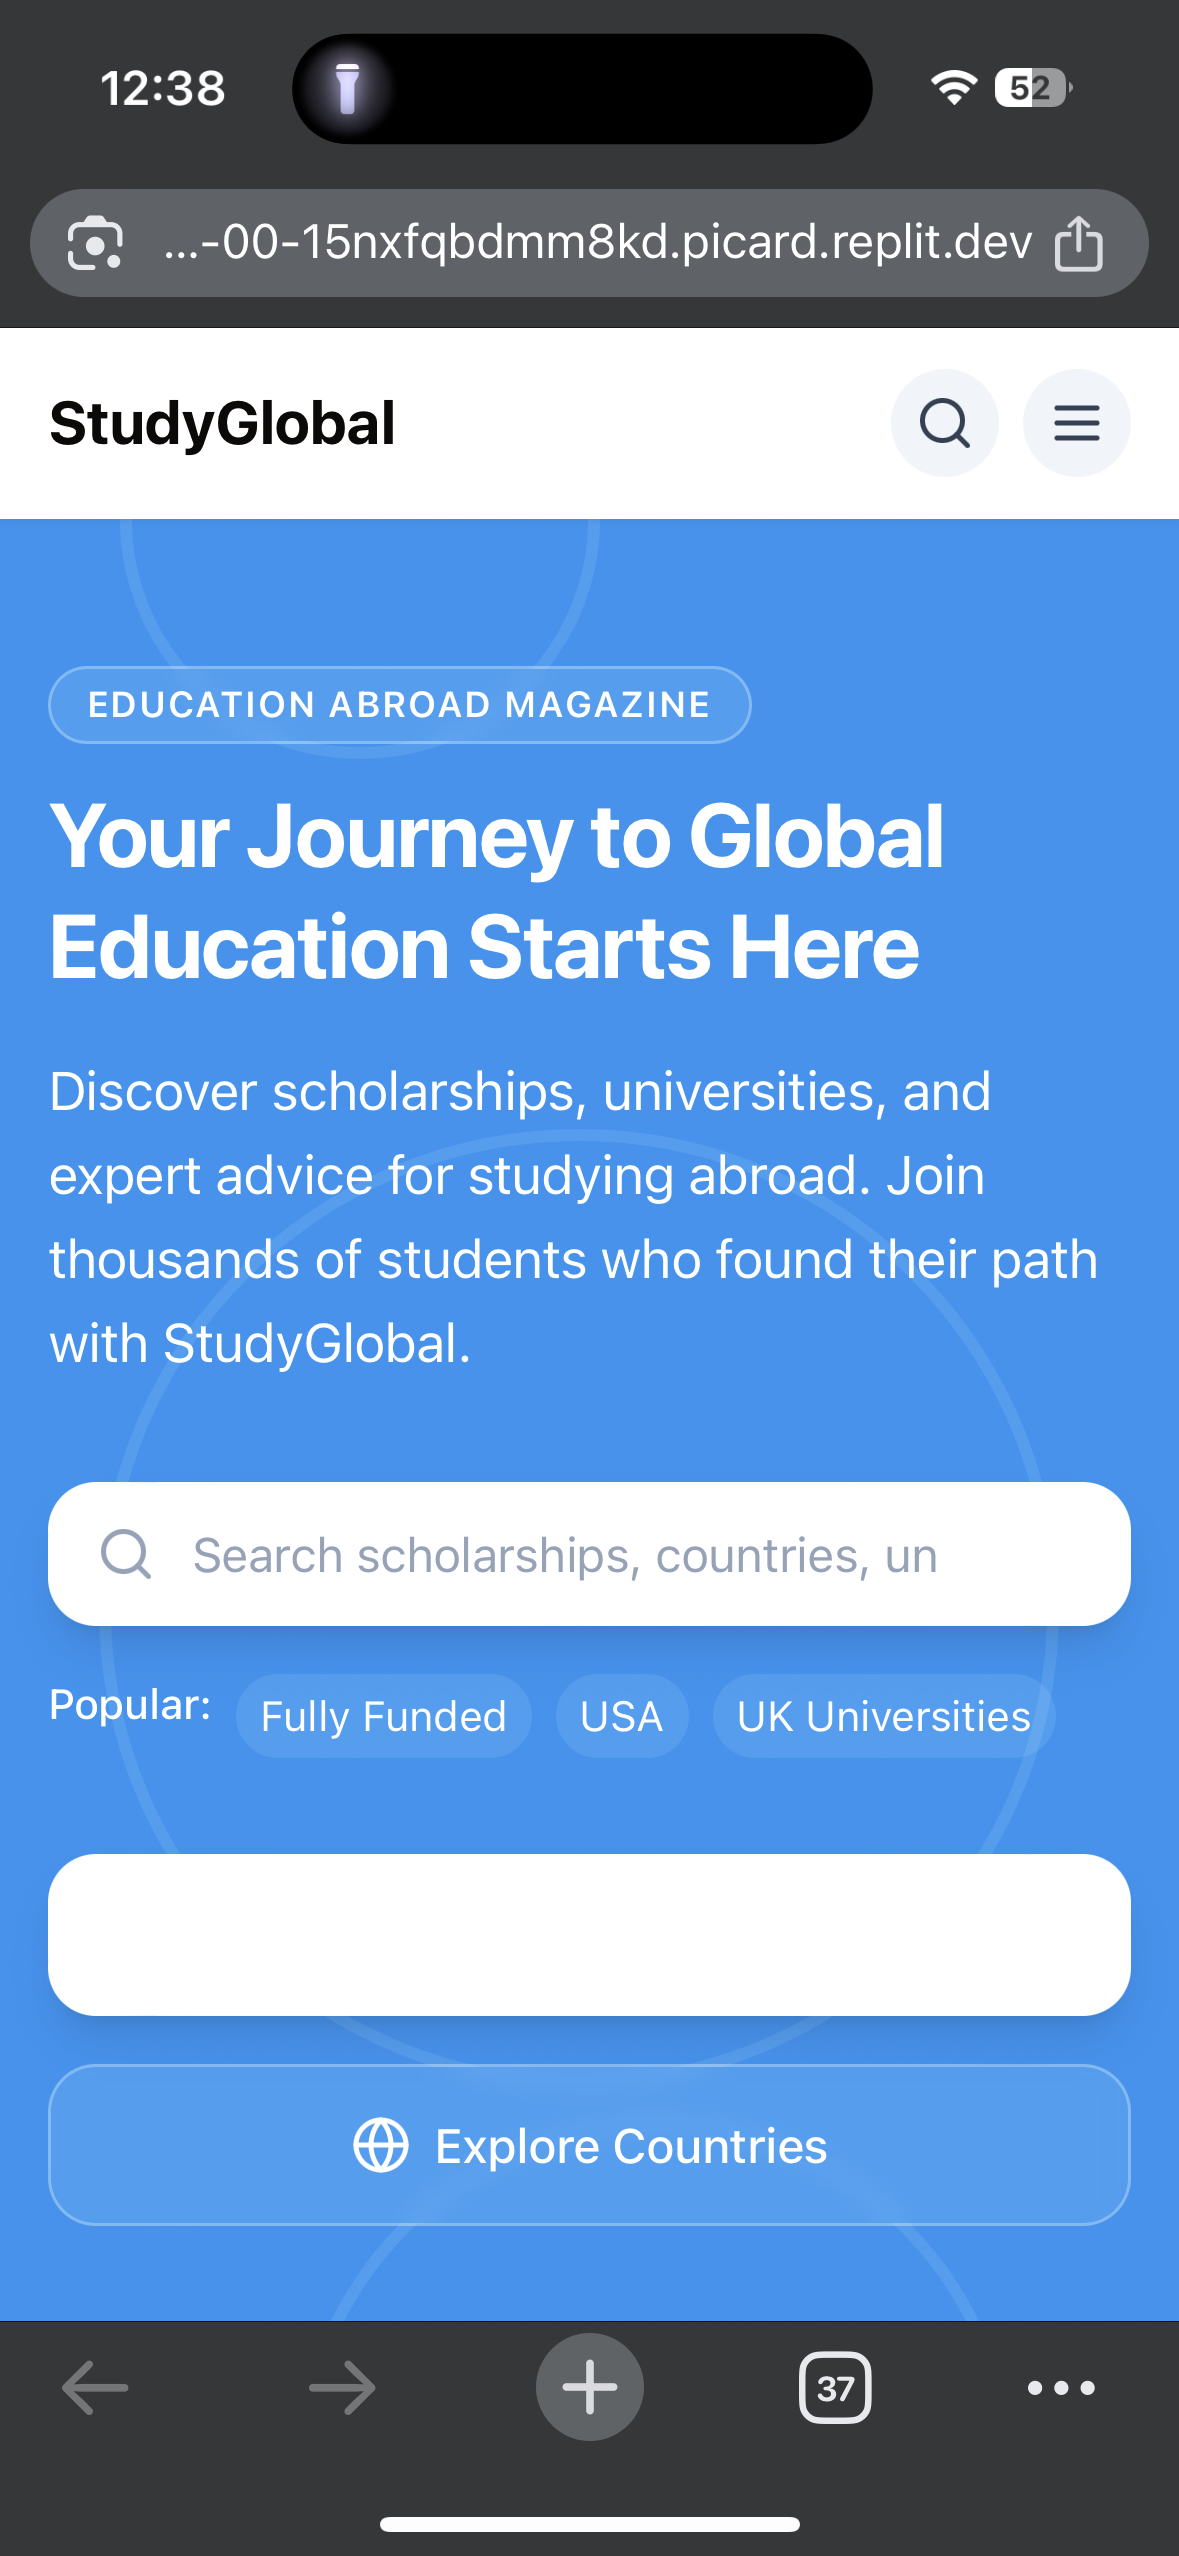 12:38
52
...-00-15nxfqbdmm8kd.picard.replit.dev
StudyGlobal
EDUCATION ABROAD MAGAZINE
Your Journey to Global
Education Starts Here
Discover scholarships, universities, and
expert advice for studying abroad. Join
thousands of students who found their path
with StudyGlobal.
Search scholarships, countries, un
Popular: Fully Funded USA UK Universities
Explore Countries
37